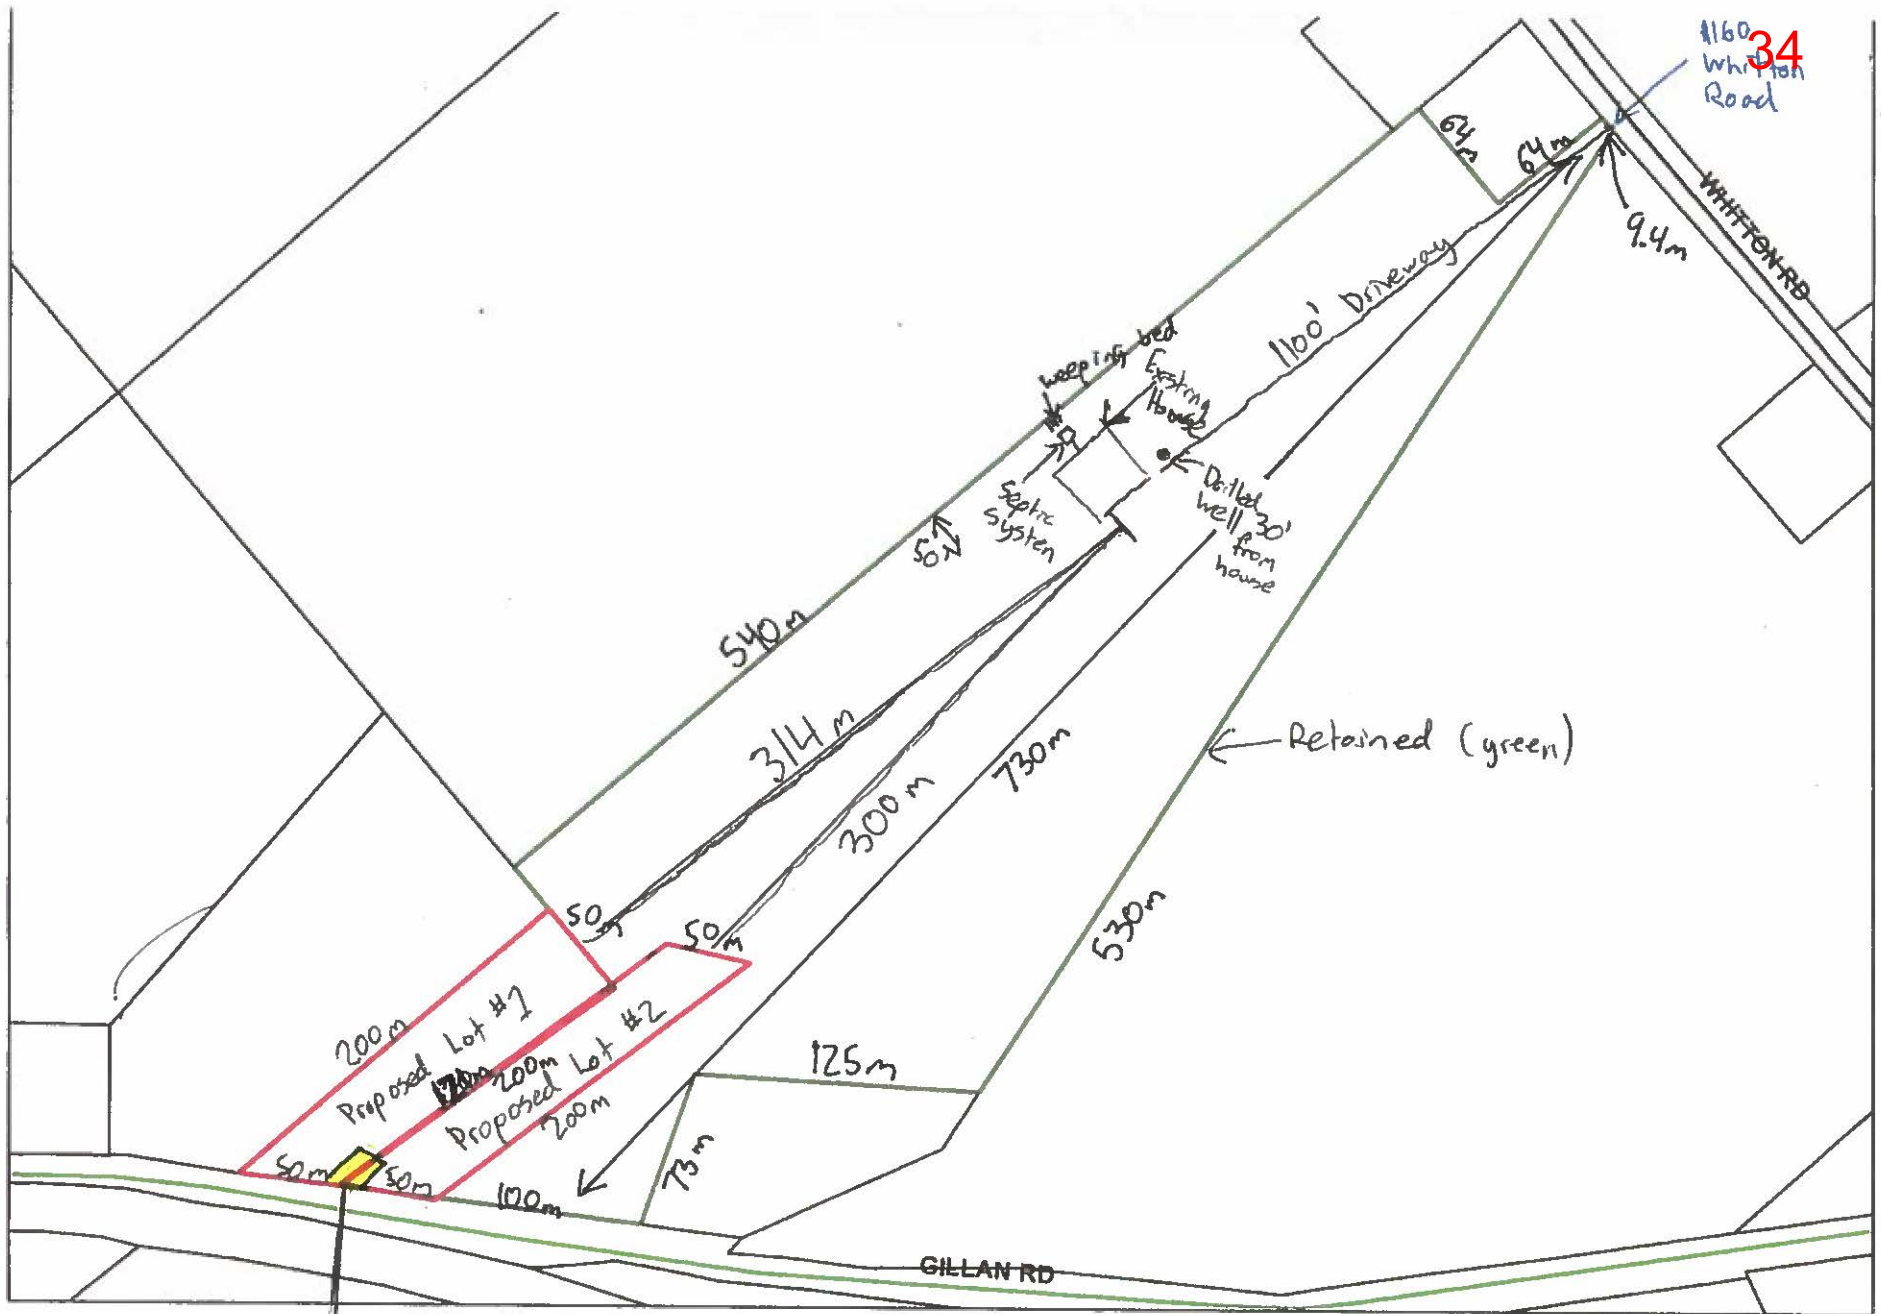 1160
Whitton
Road
34
64m
64m
9.4m
WHITTON RD
1100' Driveway
weeping bed
Existing
House
Drilled
well 30'
from
house
Septic
system
50'
540m
314m
300m
730m
Retained (green)
530m
50m
50m
200m
Proposed Lot #1
200m
Proposed Lot #2
200m
125m
73m
50m
50m
100m
GILLAN RD